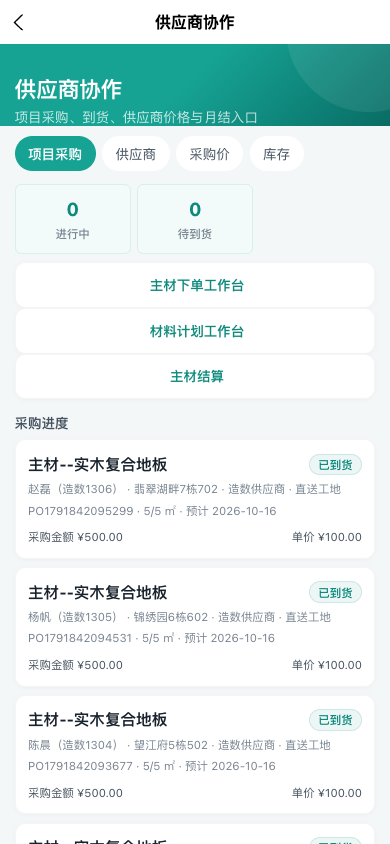 供应商协作
供应商协作
项目采购、到货、供应商价格与月结入口
项目采购 供应商 采购价 库存
0 0
进行中 待到货
主材下单工作台
材料计划工作台
主材结算
采购进度
主材--实木复合地板 已到货
赵磊（造数1306） · 翡翠湖畔7栋702 · 造数供应商 · 直送工地
PO1791842095299 · 5/5 ㎡ · 预计 2026-10-16
采购金额 ¥500.00 单价 ¥100.00
主材--实木复合地板 已到货
杨帆（造数1305） · 锦绣园6栋602 · 造数供应商 · 直送工地
PO1791842094531 · 5/5 ㎡ · 预计 2026-10-16
采购金额 ¥500.00 单价 ¥100.00
主材--实木复合地板 已到货
陈晨（造数1304） · 望江府5栋502 · 造数供应商 · 直送工地
PO1791842093677 · 5/5 ㎡ · 预计 2026-10-16
采购金额 ¥500.00 单价 ¥100.00
主材--实木复合地板 已到货